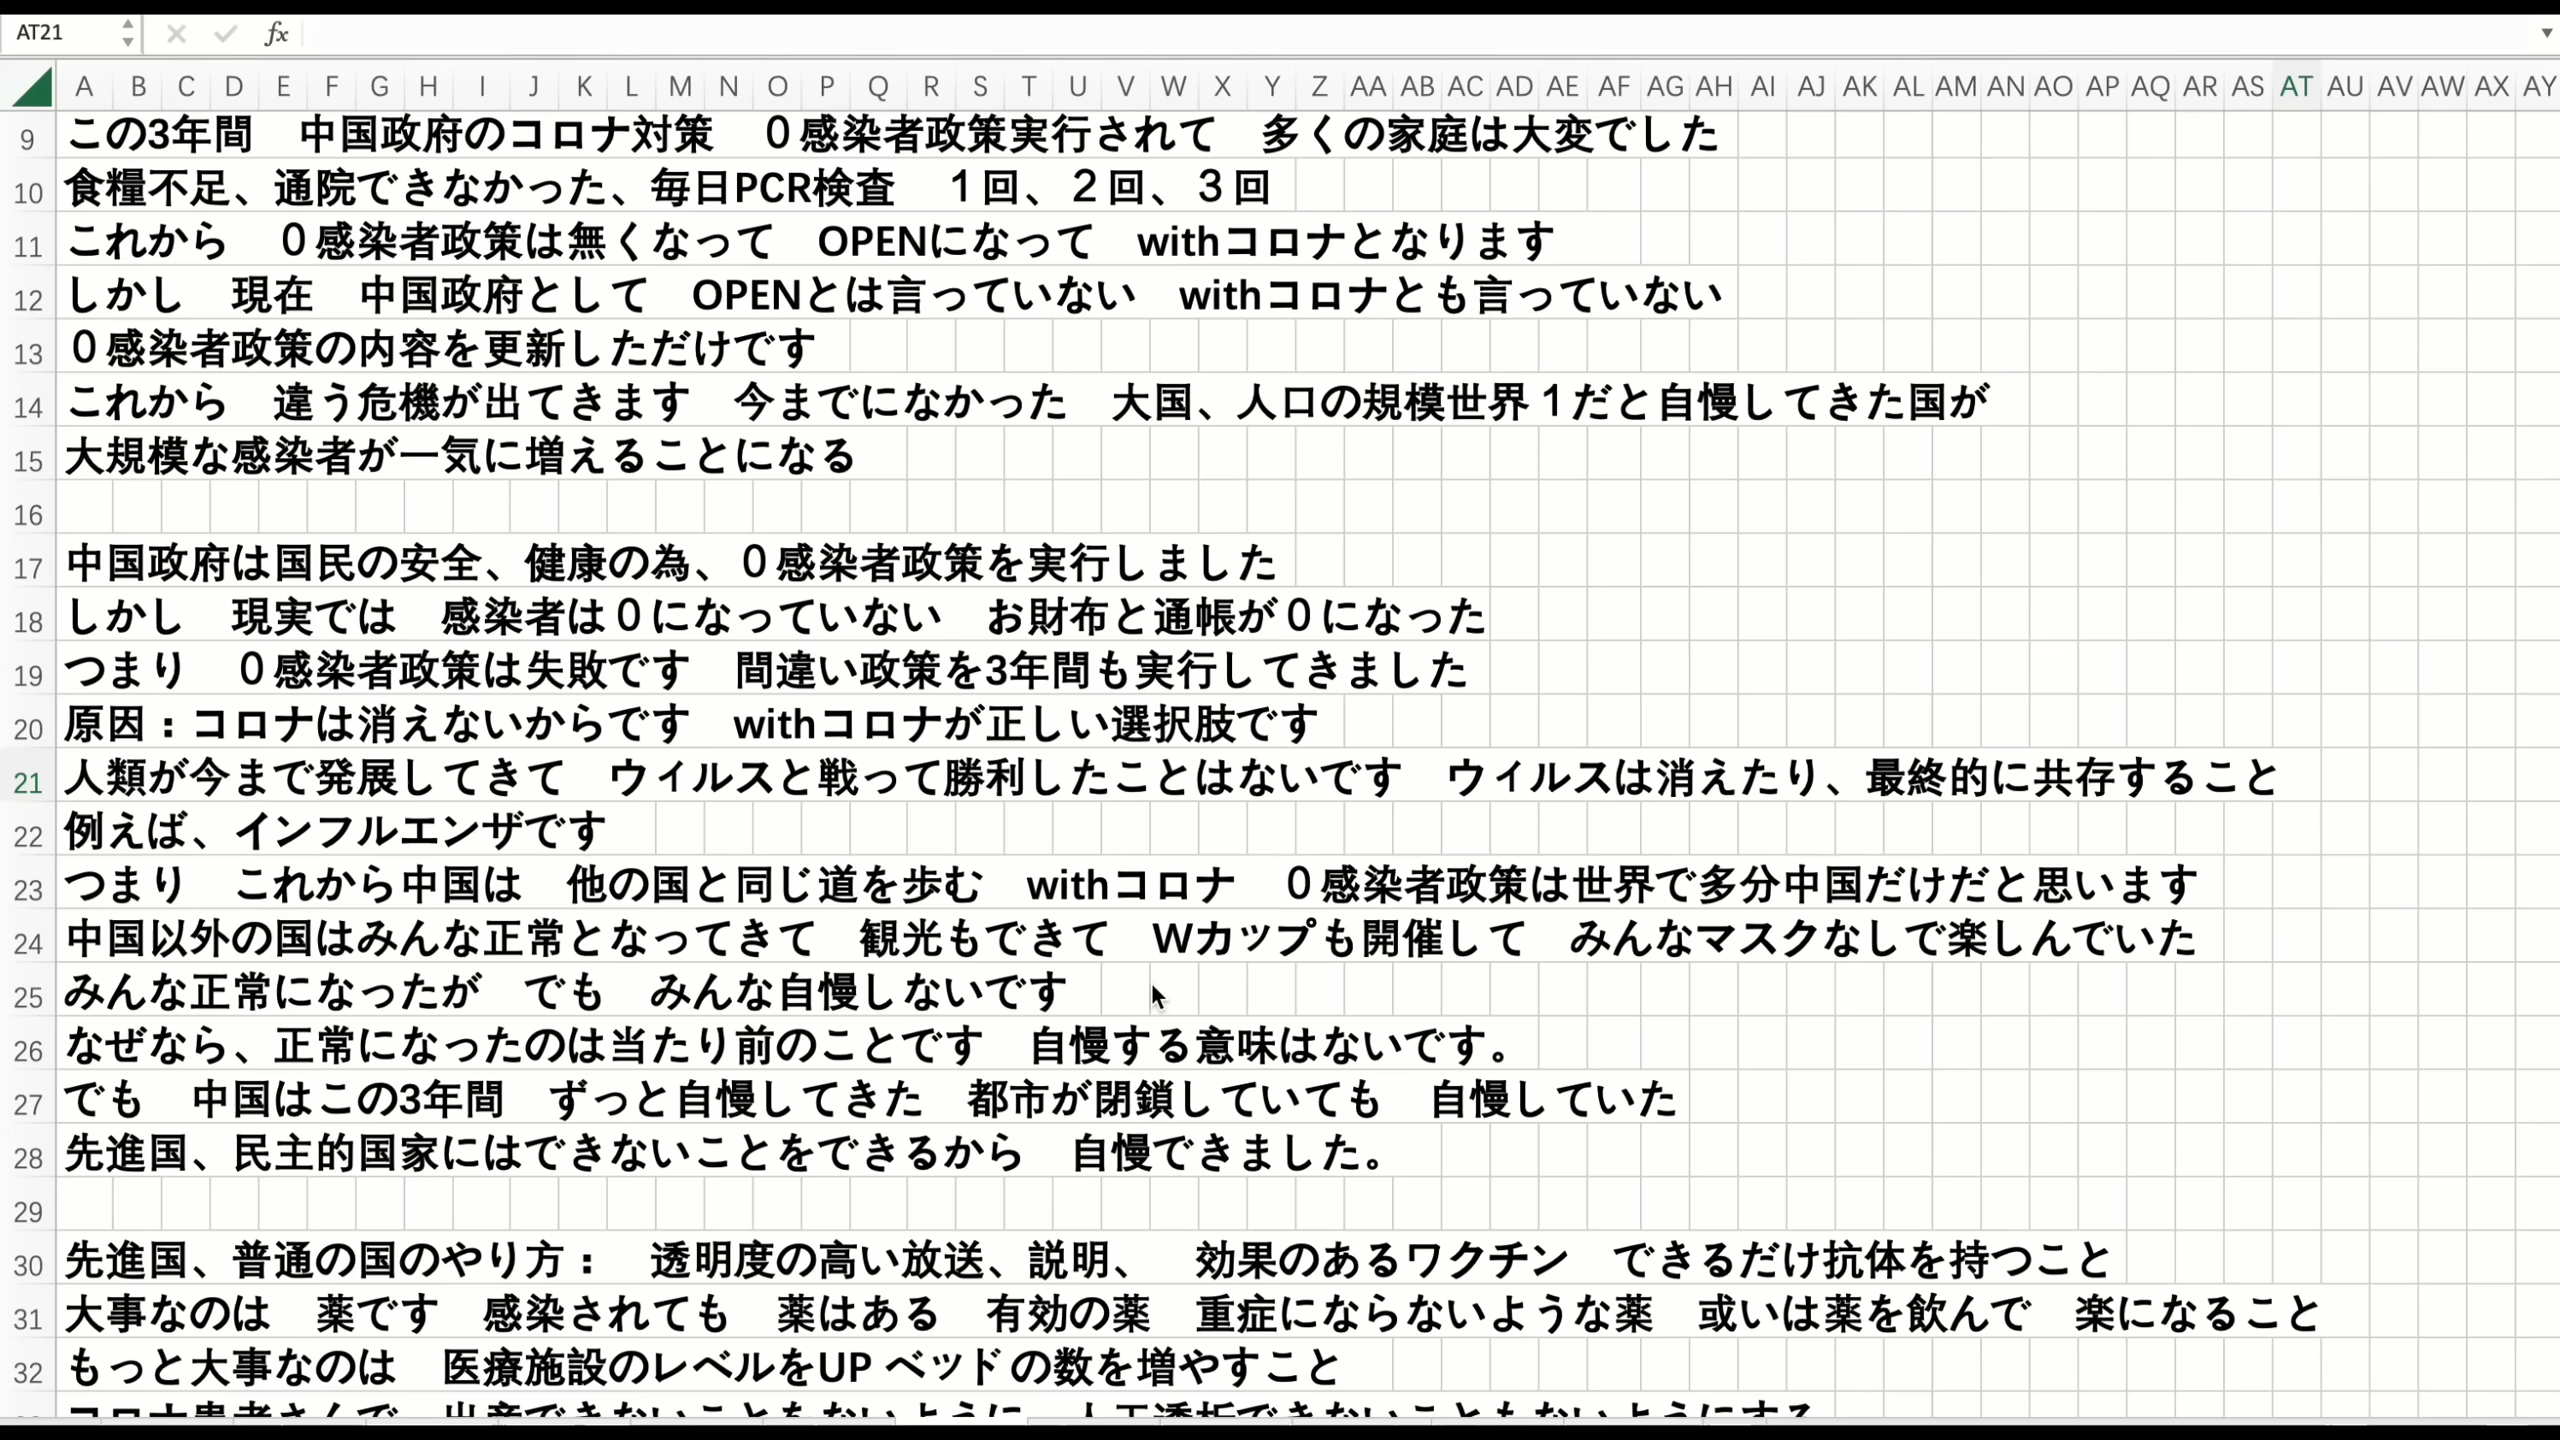 AT21 fx
A B C D E F G H I J K L M N O P Q R S T U V W X Y Z AA AB AC AD AE AF AG AH AI AJ AK AL AM AN AO AP AQ AR AS AT AU AV AW AX AY
9 この3年間　中国政府のコロナ対策　０感染者政策実行されて　多くの家庭は大変でした
10 食糧不足、通院できなかった、毎日PCR検査　１回、２回、３回
11 これから　０感染者政策は無くなって　OPENになって　withコロナとなります
12 しかし　現在　中国政府として　OPENとは言っていない　withコロナとも言っていない
13 ０感染者政策の内容を更新しただけです
14 これから　違う危機が出てきます　今までになかった　大国、人口の規模世界１だと自慢してきた国が
15 大規模な感染者が一気に増えることになる
16
17 中国政府は国民の安全、健康の為、０感染者政策を実行しました
18 しかし　現実では　感染者は０になっていない　お財布と通帳が０になった
19 つまり　０感染者政策は失敗です　間違い政策を3年間も実行してきました
20 原因：コロナは消えないからです　withコロナが正しい選択肢です
21 人類が今まで発展してきて　ウィルスと戦って勝利したことはないです　ウィルスは消えたり、最終的に共存すること
22 例えば、インフルエンザです
23 つまり　これから中国は　他の国と同じ道を歩む　withコロナ　０感染者政策は世界で多分中国だけだと思います
24 中国以外の国はみんな正常となってきて　観光もできて　Wカップも開催して　みんなマスクなしで楽しんでいた
25 みんな正常になったが　でも　みんな自慢しないです
26 なぜなら、正常になったのは当たり前のことです　自慢する意味はないです。
27 でも　中国はこの3年間　ずっと自慢してきた　都市が閉鎖していても　自慢していた
28 先進国、民主的国家にはできないことをできるから　自慢できました。
29
30 先進国、普通の国のやり方：　透明度の高い放送、説明、　効果のあるワクチン　できるだけ抗体を持つこと
31 大事なのは　薬です　感染されても　薬はある　有効の薬　重症にならないような薬　或いは薬を飲んで　楽になること
32 もっと大事なのは　医療施設のレベルをUP ベッドの数を増やすこと
コロナ患者さんで　出産できないことをないように　人工透析できないこともないようにする